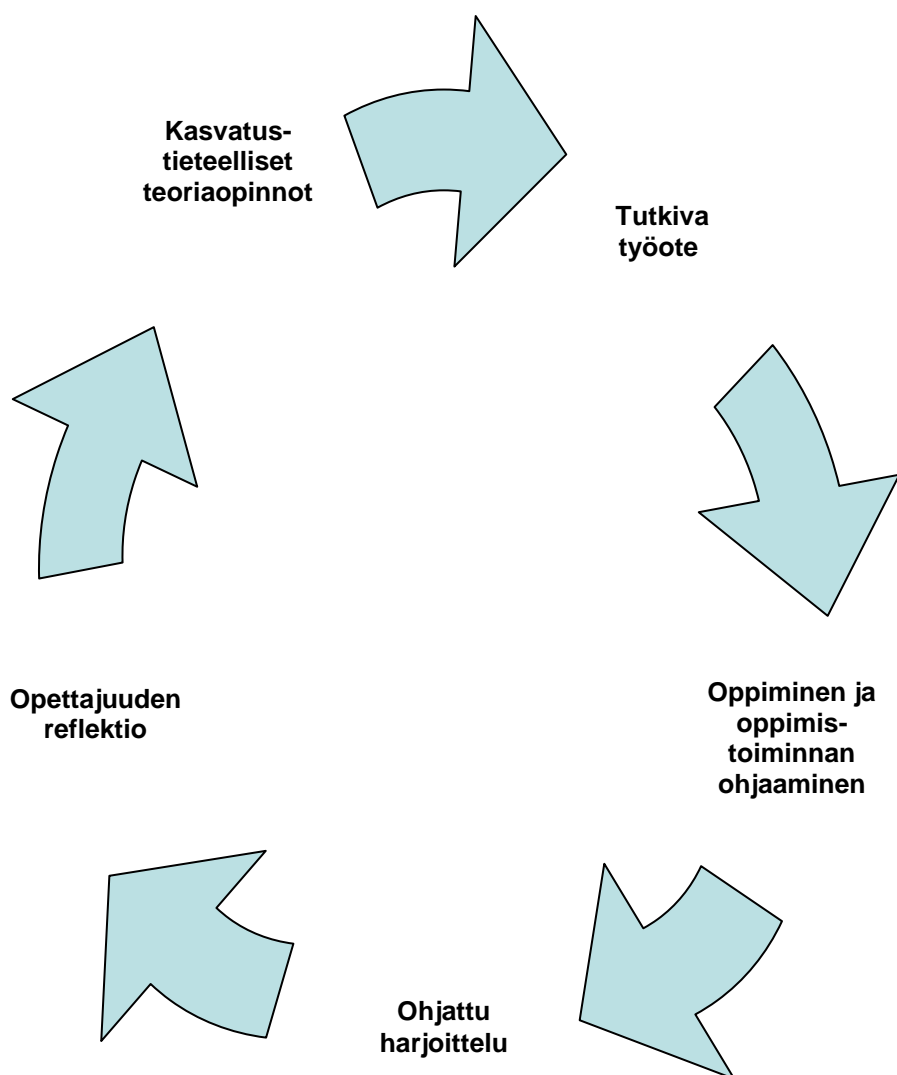 Kasvatus-
tieteelliset
teoriaopinnot
Tutkiva
työote
Oppiminen ja
oppimis-
toiminnan
ohjaaminen
Ohjattu
harjoittelu
Opettajuuden
reflektio